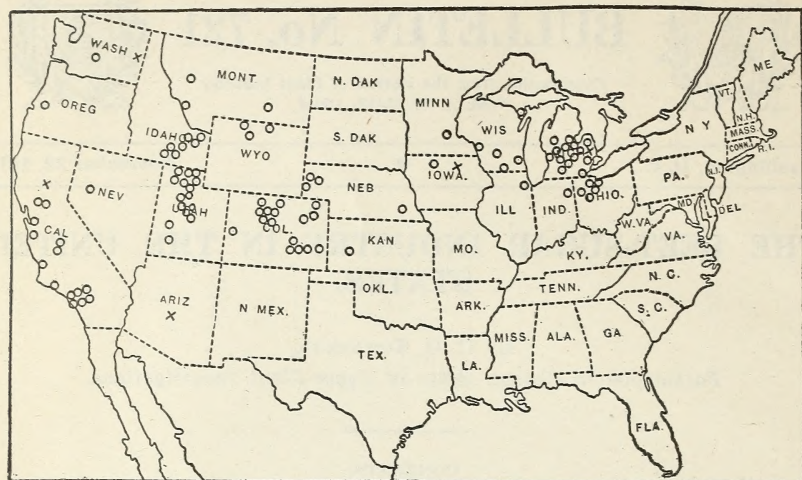 WASH X
MONT
N. DAK
MINN
ME
OREG
IDAHO
S. DAK
WIS
N Y
VT.
N.H.
MASS.
CONN.
R.I.
WYO
X
NEV
UTAH
NEB
IOWA.
X
ILL
IND.
OHIO.
PA.
N.J.
MD.
DEL
CAL
COL.
KAN
MO.
KY.
W.VA
VA.
ARIZ
X
N MEX.
OKL.
ARK.
TENN.
N. C.
S. C.
TEX.
LA.
MISS.
ALA.
GA
FLA.